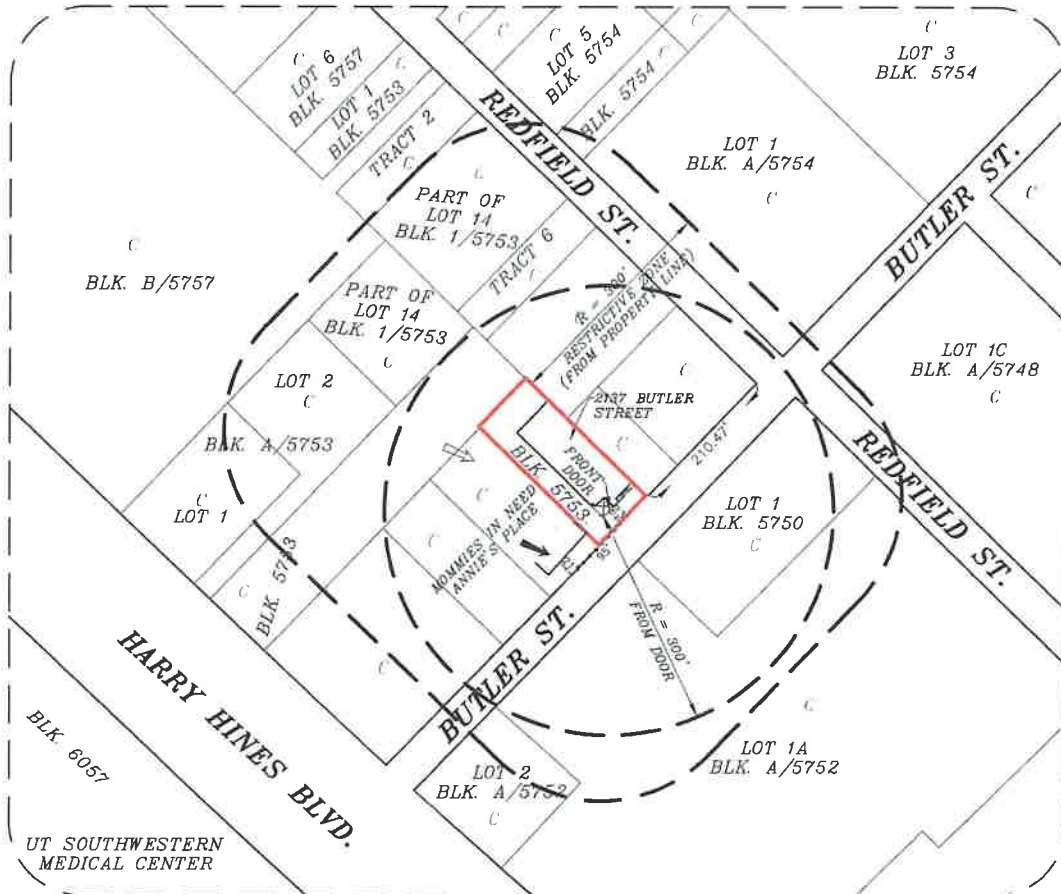 C
LOT 6
BLK. 5757
C
LOT 1
BLK. 5753
TRACT 2
C
C
LOT 5
BLK. 5754
C
BLK. 5754
C
C
LOT 3
BLK. 5754
REDFIELD ST.
LOT 1
BLK. A/5754
C
BUTLER ST.
C
C
PART OF
LOT 14
BLK. 1/5753
TRACT 6
C
C
BLK. B/5757
PART OF
LOT 14
BLK. 1/5753
C
R = 300'
RESTRICTIVE ZONE
(FROM PROPERTY LINE)
LOT 1C
BLK. A/5748
C
LOT 2
C
BLK. A/5753
C
LOT 1
2137 BUTLER
STREET
C
C
210.47'
FRONT
DOOR
BLK. 5753
C
C
MOMMIES IN NEED
ANNIE'S PLACE
95'
LOT 1
BLK. 5750
C
REDFIELD ST.
C
BLK. 5753
C
R = 300'
FROM DOOR
HARRY HINES BLVD.
BUTLER ST.
C
LOT 1A
BLK. A/5752
LOT 2
BLK. A/5752
C
BLK. 6057
UT SOUTHWESTERN
MEDICAL CENTER